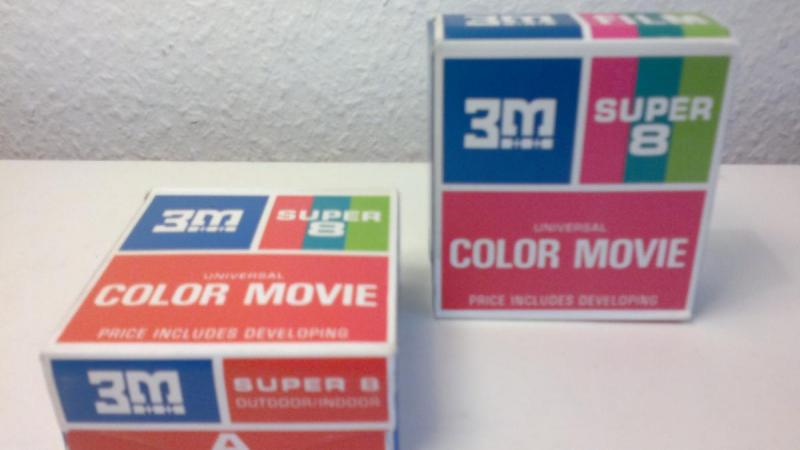 3M
SUPER
8
UNIVERSAL
COLOR MOVIE
PRICE INCLUDES DEVELOPING
3M
SUPER 8
OUTDOOR/INDOOR
A
3M
FILM
3M
SUPER
8
UNIVERSAL
COLOR MOVIE
PRICE INCLUDES DEVELOPING